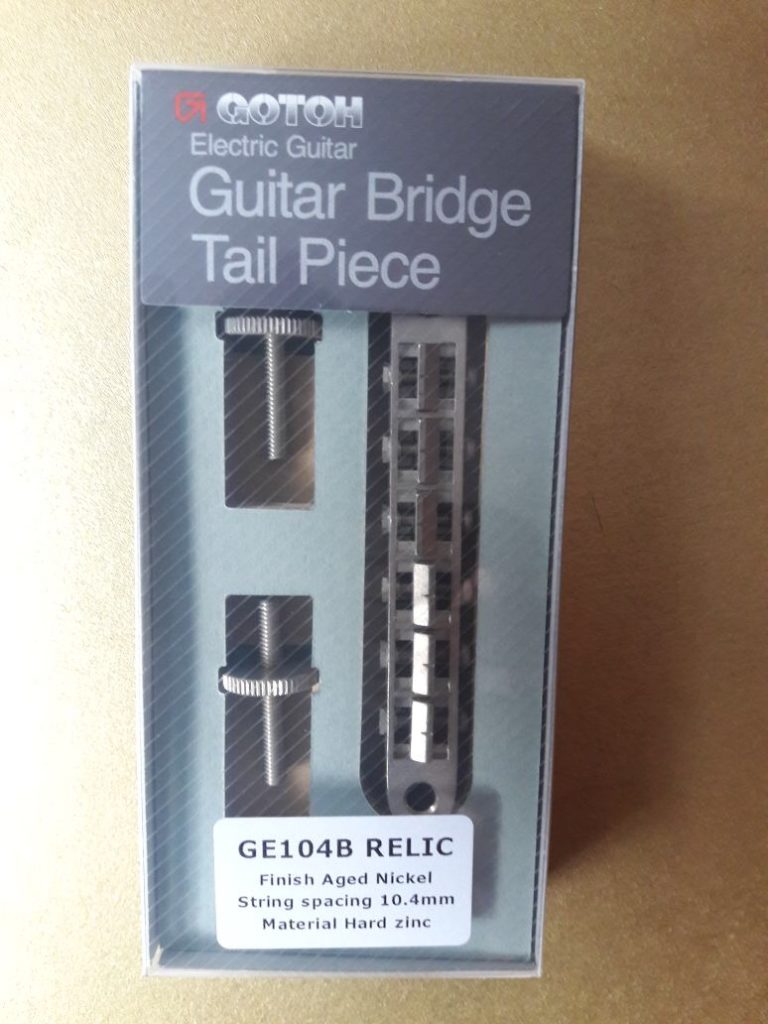 GOTOH
Electric Guitar
Guitar Bridge
Tail Piece
GE104B RELIC
Finish Aged Nickel
String spacing 10.4mm
Material Hard zinc